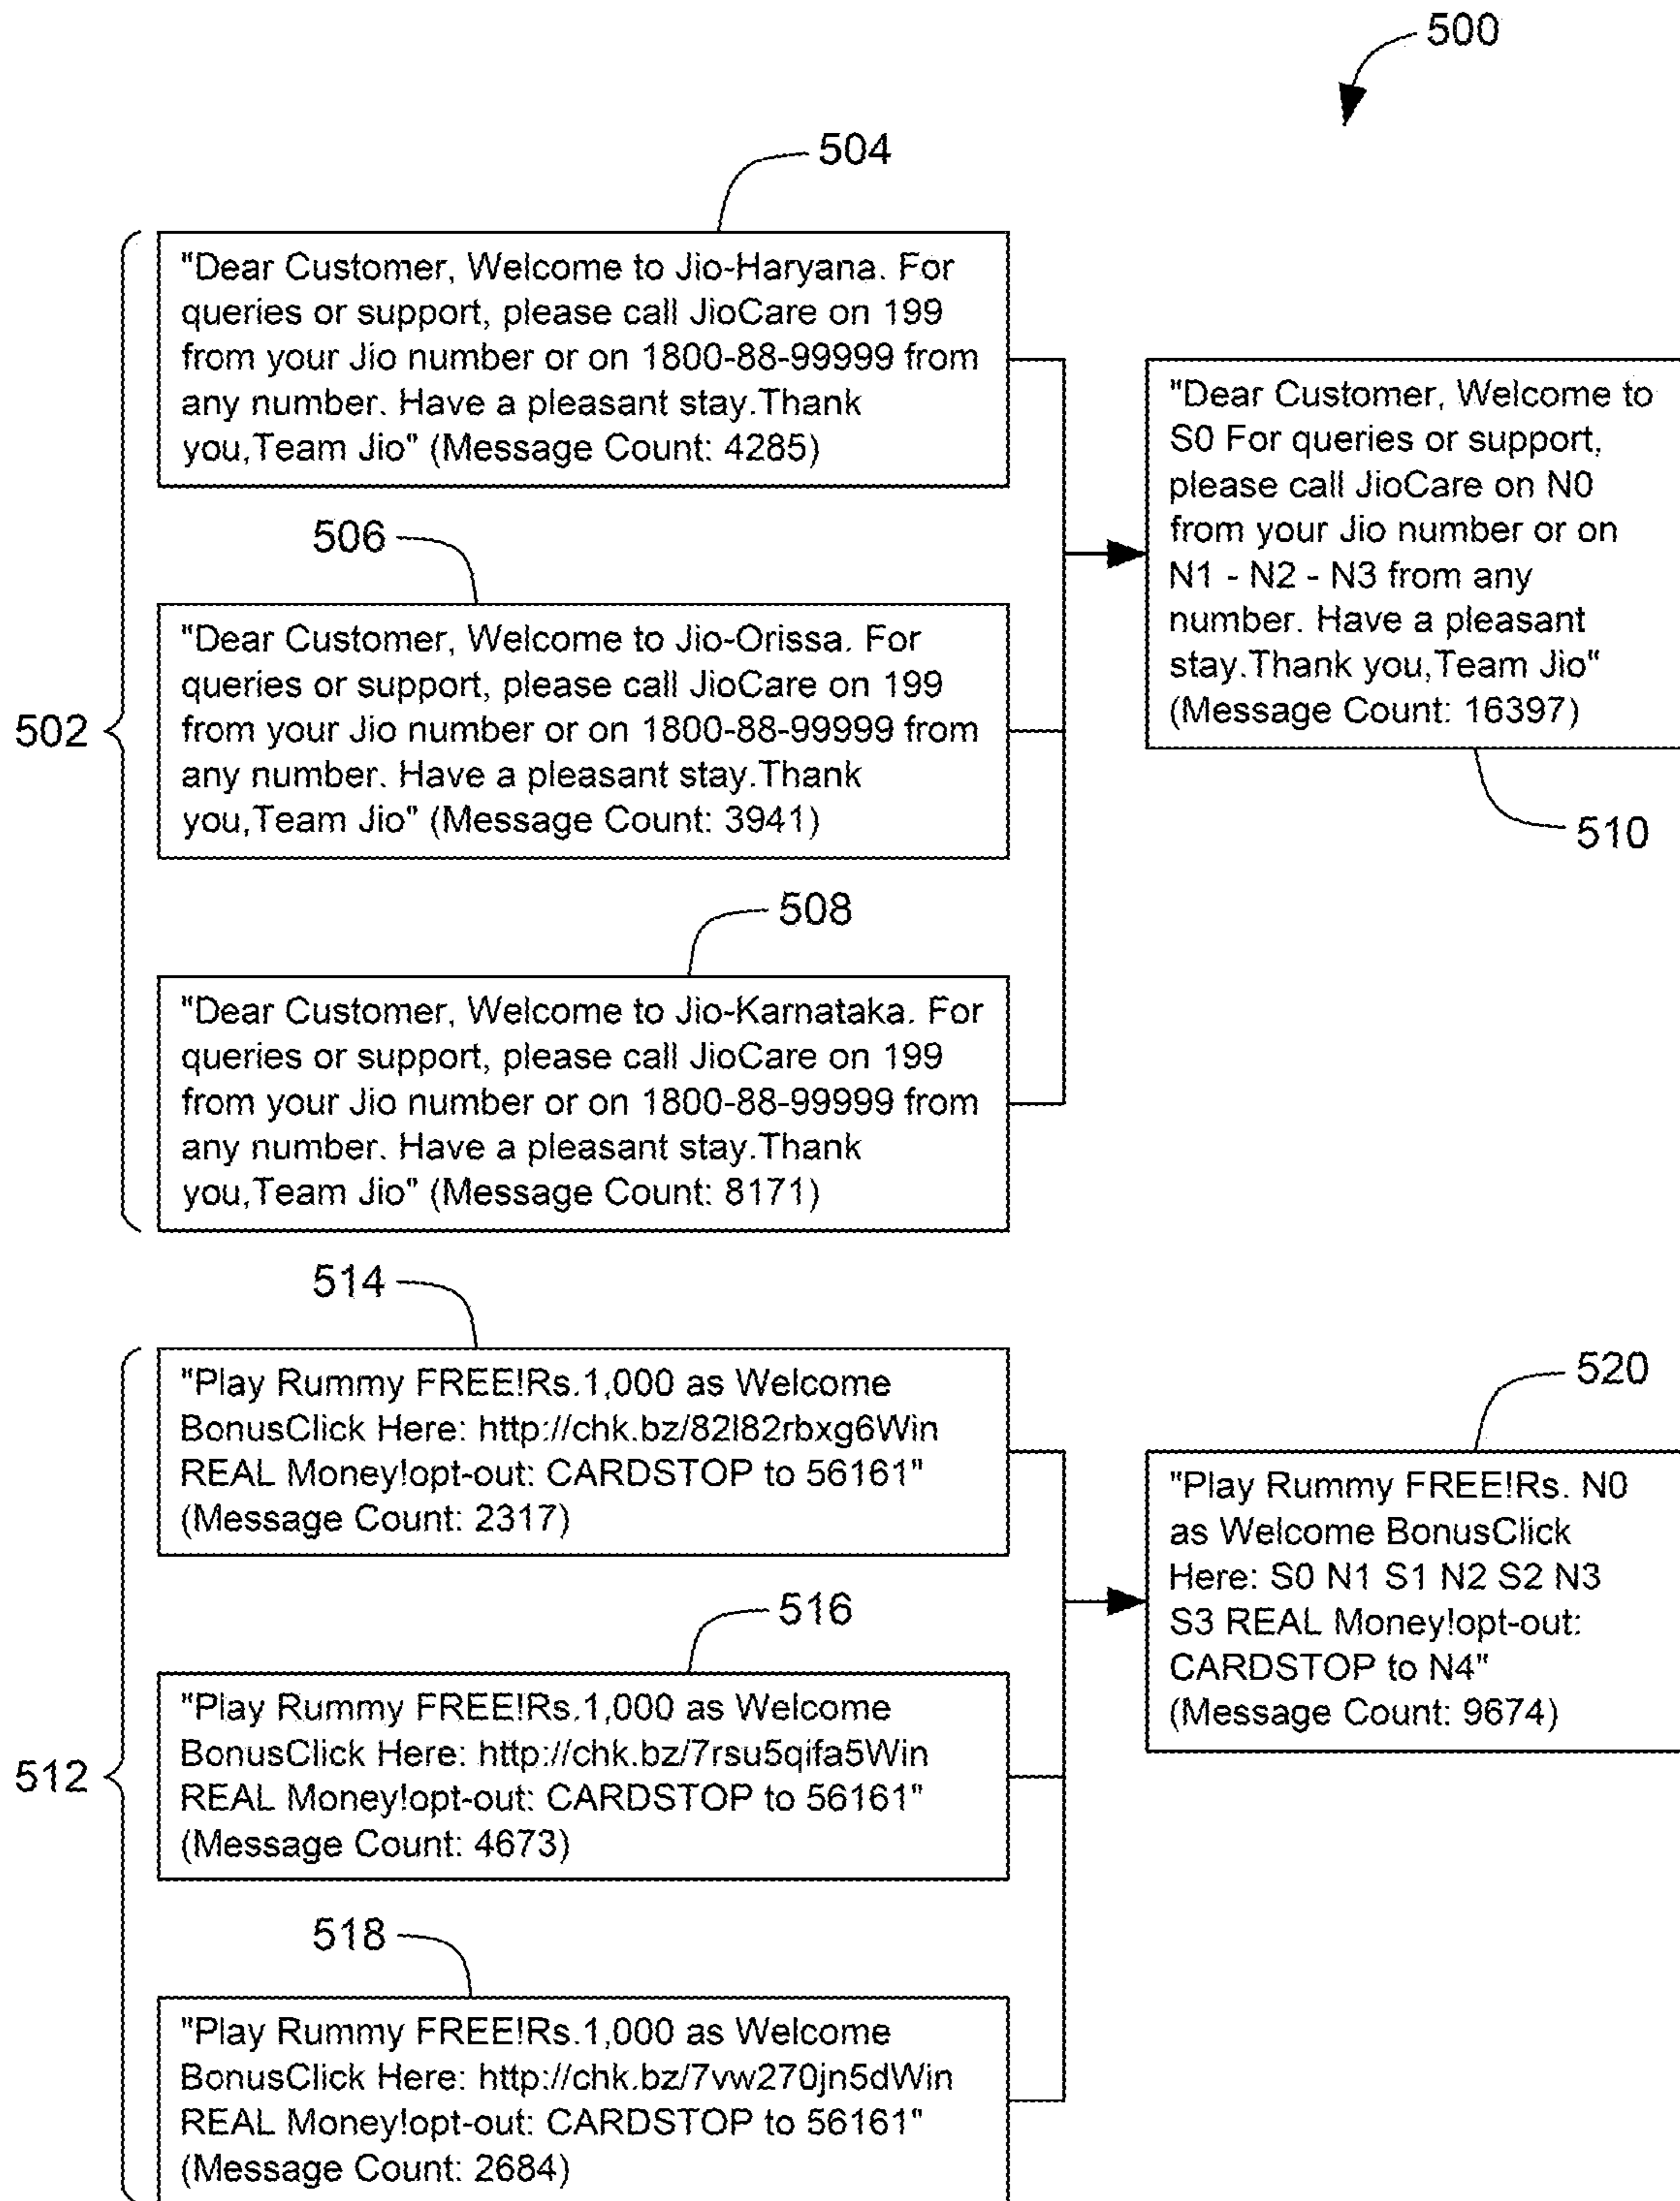 500
504
"Dear Customer, Welcome to Jio-Haryana. For
queries or support, please call JioCare on 199
from your Jio number or on 1800-88-99999 from
any number. Have a pleasant stay.Thank
you,Team Jio" (Message Count: 4285)
506
"Dear Customer, Welcome to Jio-Orissa. For
queries or support, please call JioCare on 199
from your Jio number or on 1800-88-99999 from
any number. Have a pleasant stay.Thank
you,Team Jio" (Message Count: 3941)
502
508
"Dear Customer, Welcome to Jio-Karnataka. For
queries or support, please call JioCare on 199
from your Jio number or on 1800-88-99999 from
any number. Have a pleasant stay.Thank
you,Team Jio" (Message Count: 8171)
"Dear Customer, Welcome to
S0 For queries or support,
please call JioCare on N0
from your Jio number or on
N1 - N2 - N3 from any
number. Have a pleasant
stay.Thank you,Team Jio"
(Message Count: 16397)
510
514
"Play Rummy FREE!Rs.1,000 as Welcome
BonusClick Here: http://chk.bz/82l82rbxg6Win
REAL Money!opt-out: CARDSTOP to 56161"
(Message Count: 2317)
516
"Play Rummy FREE!Rs.1,000 as Welcome
BonusClick Here: http://chk.bz/7rsu5qifa5Win
REAL Money!opt-out: CARDSTOP to 56161"
(Message Count: 4673)
512
518
"Play Rummy FREE!Rs.1,000 as Welcome
BonusClick Here: http://chk.bz/7vw270jn5dWin
REAL Money!opt-out: CARDSTOP to 56161"
(Message Count: 2684)
520
"Play Rummy FREE!Rs. N0
as Welcome BonusClick
Here: S0 N1 S1 N2 S2 N3
S3 REAL Money!opt-out:
CARDSTOP to N4"
(Message Count: 9674)